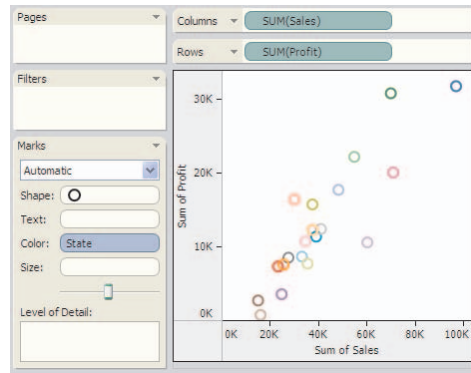 Pages
Columns SUM(Sales)
Rows SUM(Profit)
Filters
Marks
Automatic
Shape:
Text:
Color: State
Size:
Level of Detail:
Sum of Profit
30K
20K
10K
0K
0K 20K 40K 60K 80K 100K
Sum of Sales